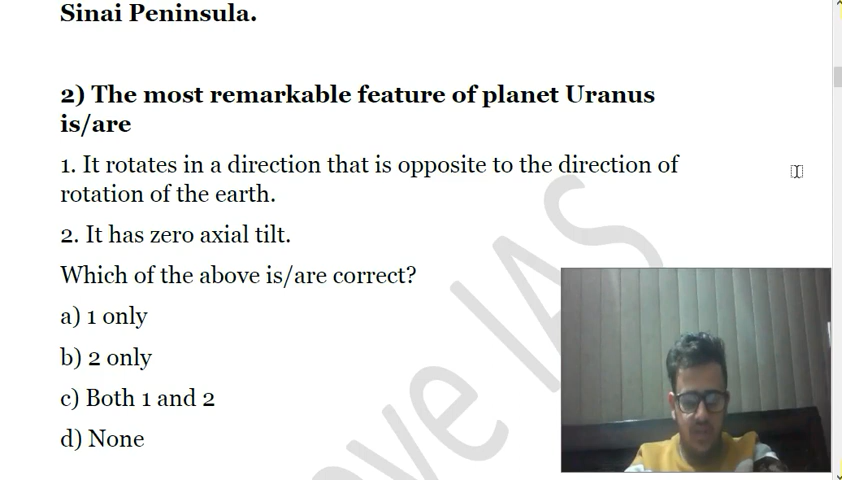 Sinai Peninsula.
2) The most remarkable feature of planet Uranus
is/are
1. It rotates in a direction that is opposite to the direction of
rotation of the earth.
2. It has zero axial tilt.
Which of the above is/are correct?
a) 1 only
b) 2 only
c) Both 1 and 2
d) None
IAS